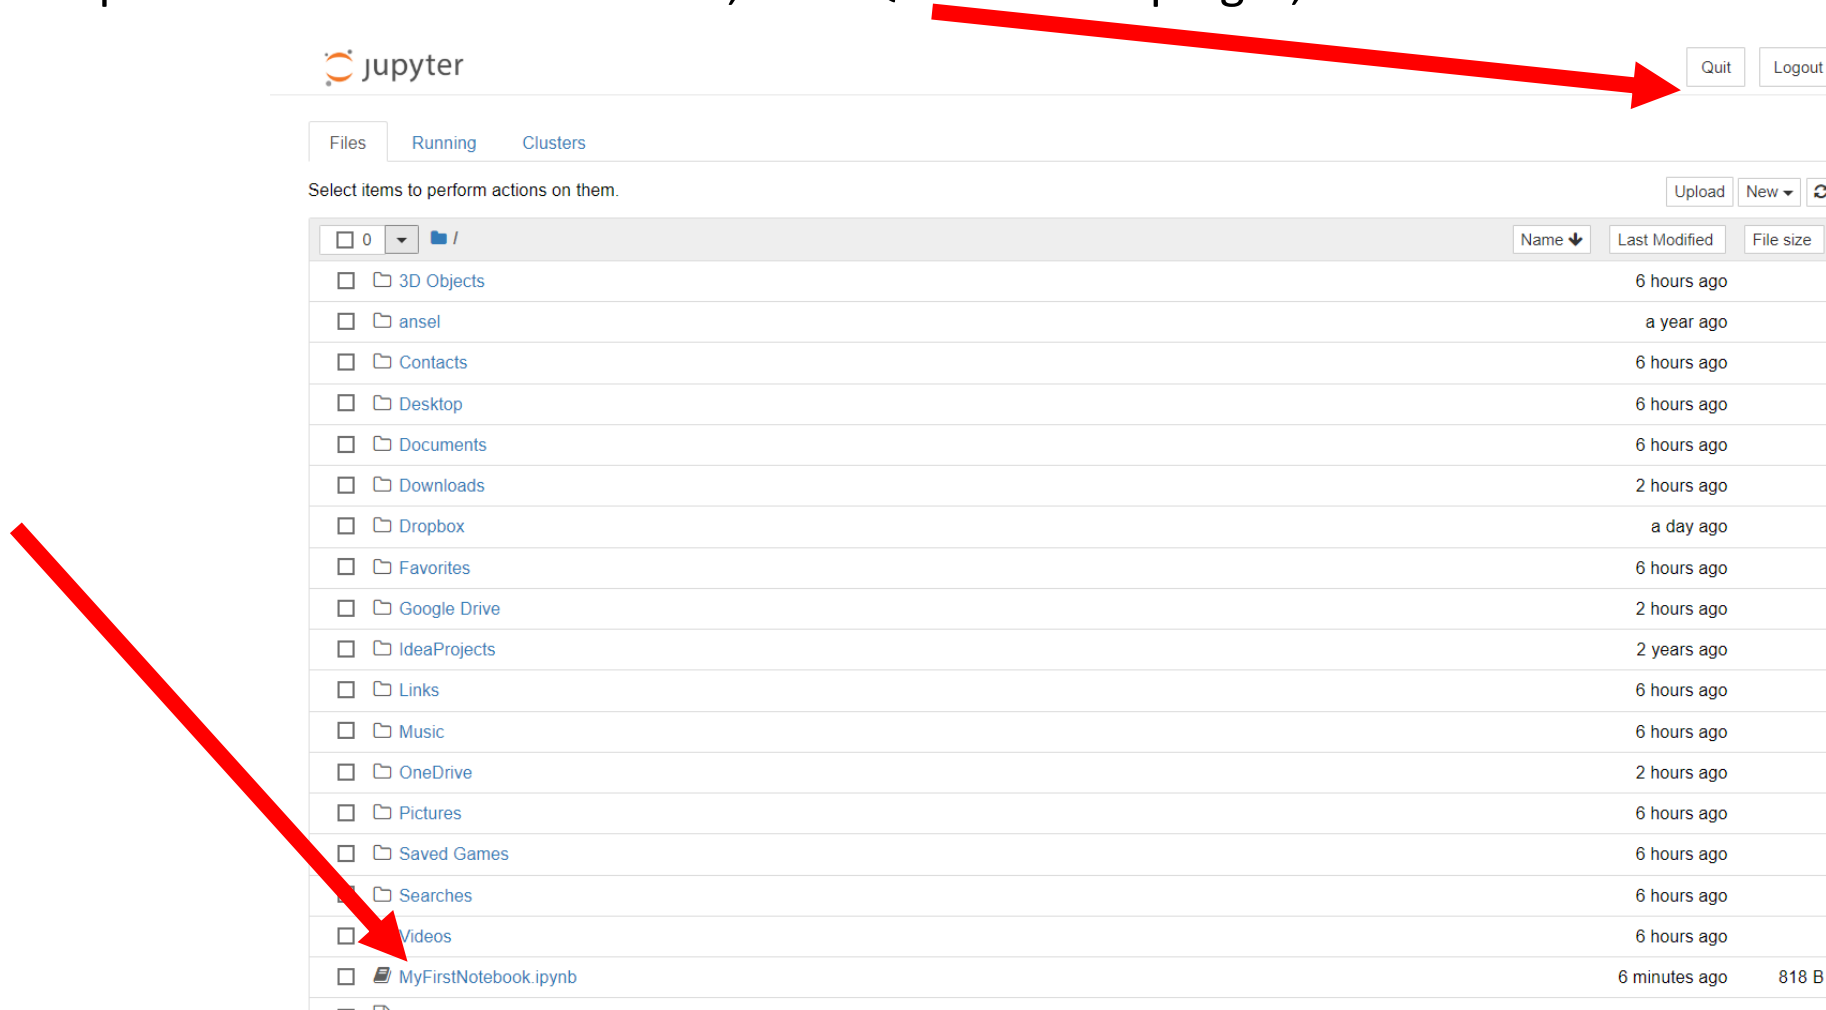 jupyter
Quit Logout
Files Running Clusters
Select items to perform actions on them.
Upload New
0 / Name Last Modified File size
3D Objects 6 hours ago
ansel a year ago
Contacts 6 hours ago
Desktop 6 hours ago
Documents 6 hours ago
Downloads 2 hours ago
Dropbox a day ago
Favorites 6 hours ago
Google Drive 2 hours ago
IdeaProjects 2 years ago
Links 6 hours ago
Music 6 hours ago
OneDrive 2 hours ago
Pictures 6 hours ago
Saved Games 6 hours ago
Searches 6 hours ago
Videos 6 hours ago
MyFirstNotebook.ipynb 6 minutes ago 818 B